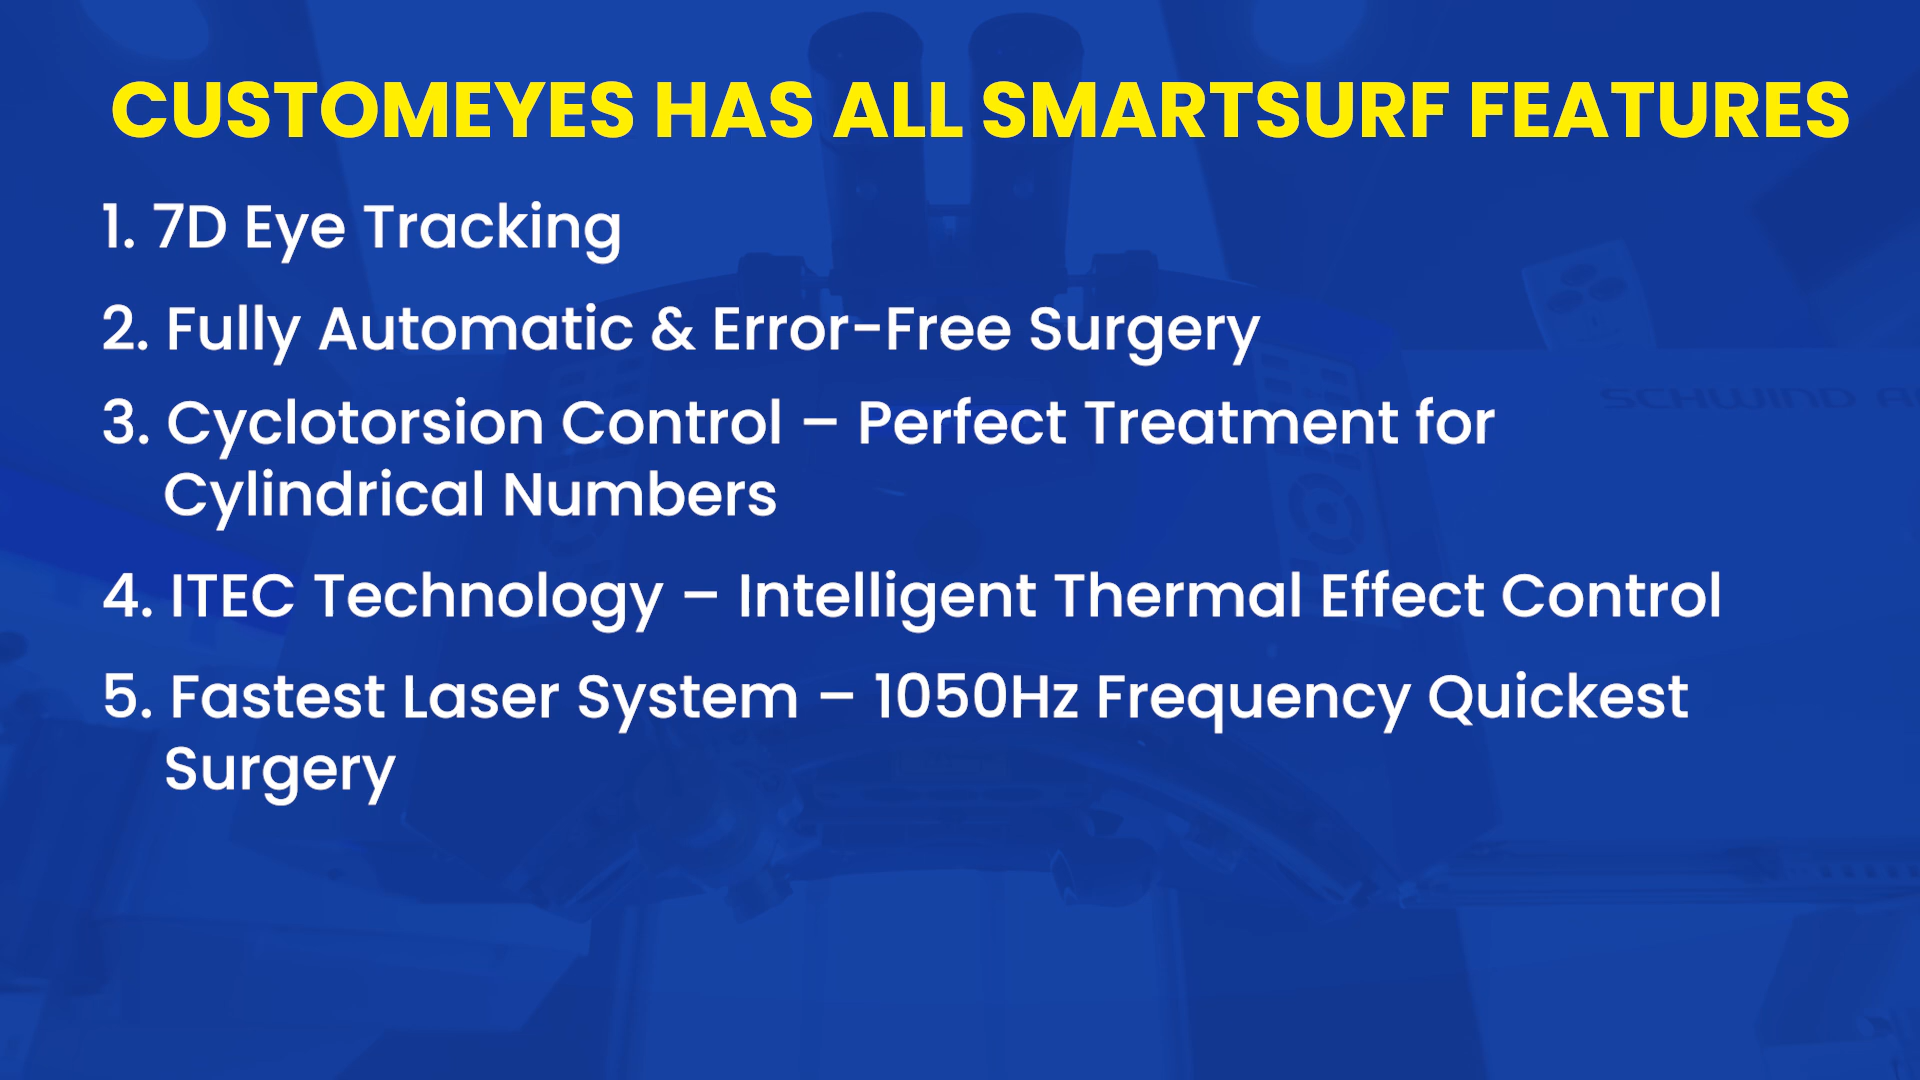 CUSTOMEYES HAS ALL SMARTSURF FEATURES
1. 7D Eye Tracking
2. Fully Automatic & Error-Free Surgery
3. Cyclotorsion Control – Perfect Treatment for
Cylindrical Numbers
SCHWIND
4. ITEC Technology – Intelligent Thermal Effect Control
5. Fastest Laser System – 1050Hz Frequency Quickest
Surgery